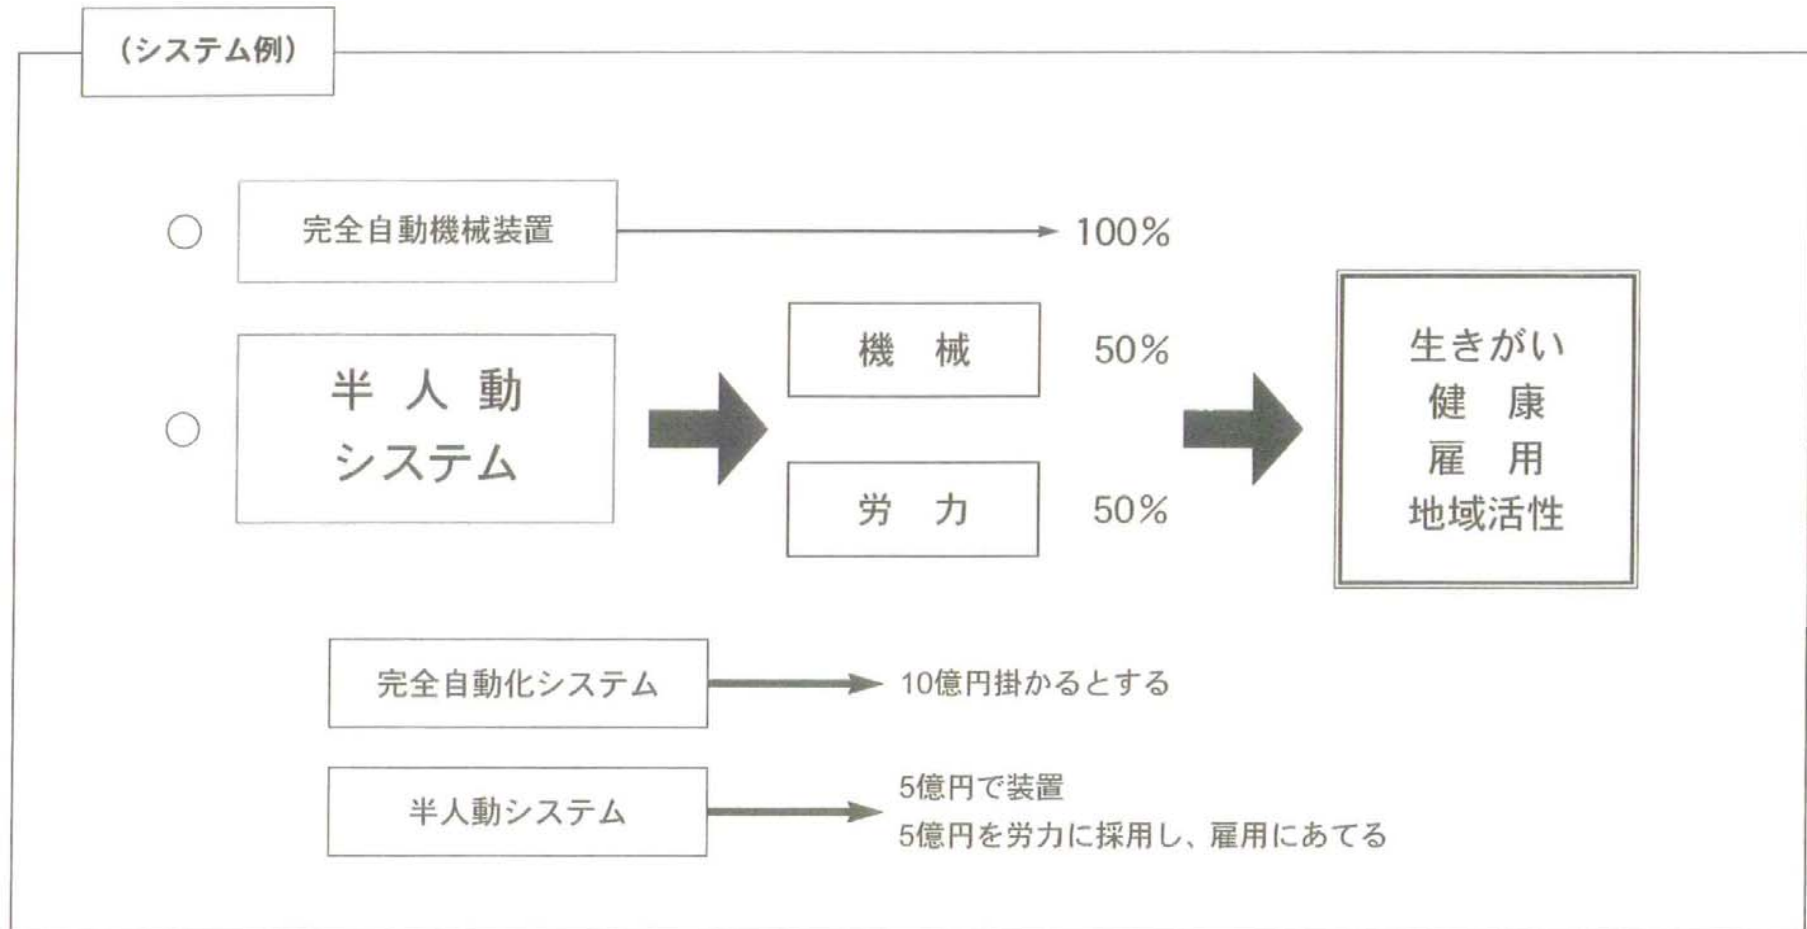 （システム例）
○ 完全自動機械装置 100％
機　械 50％
○ 半 人 動
システム
労　力 50％
生きがい
健　康
雇　用
地域活性
完全自動化システム 10億円掛かるとする
半人動システム
5億円で装置
5億円を労力に採用し、雇用にあてる